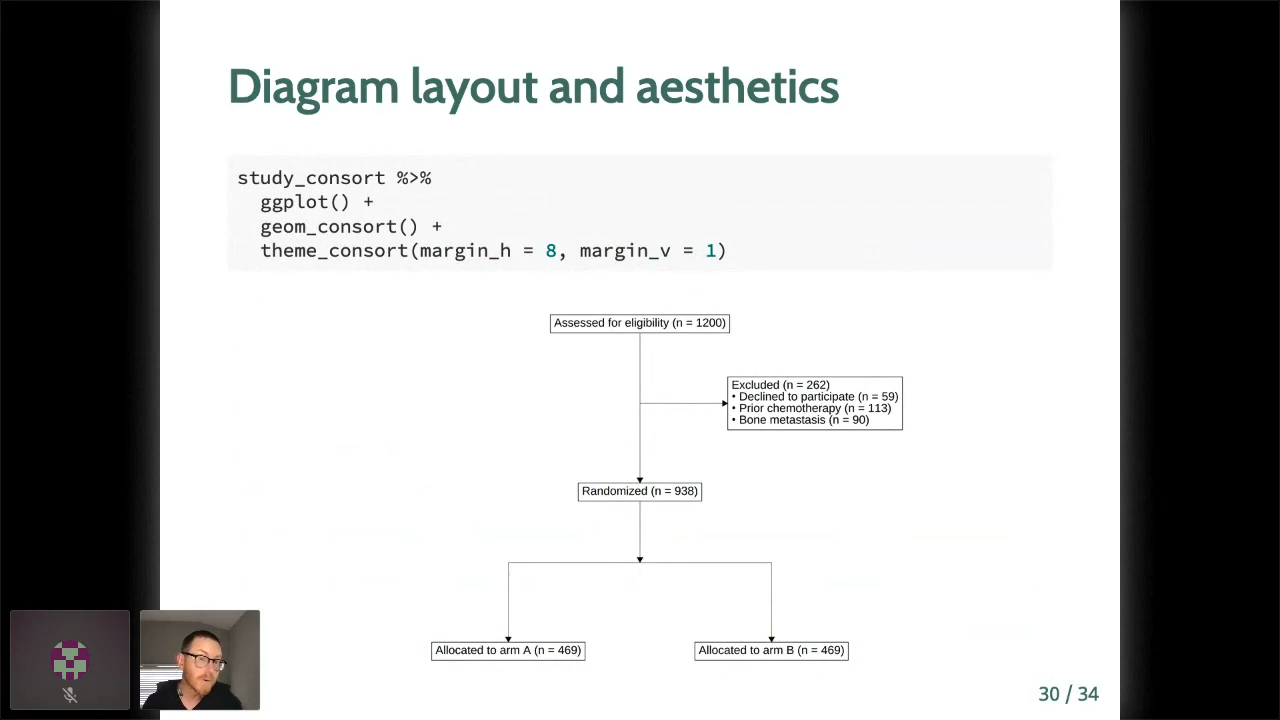 Diagram layout and aesthetics
study_consort %>%
ggplot() +
geom_consort() +
theme_consort(margin_h = 8, margin_v = 1)
Assessed for eligibility (n = 1200)
Excluded (n = 262)
• Declined to participate (n = 59)
• Prior chemotherapy (n = 113)
• Bone metastasis (n = 90)
Randomized (n = 938)
Allocated to arm A (n = 469)
Allocated to arm B (n = 469)
30 / 34